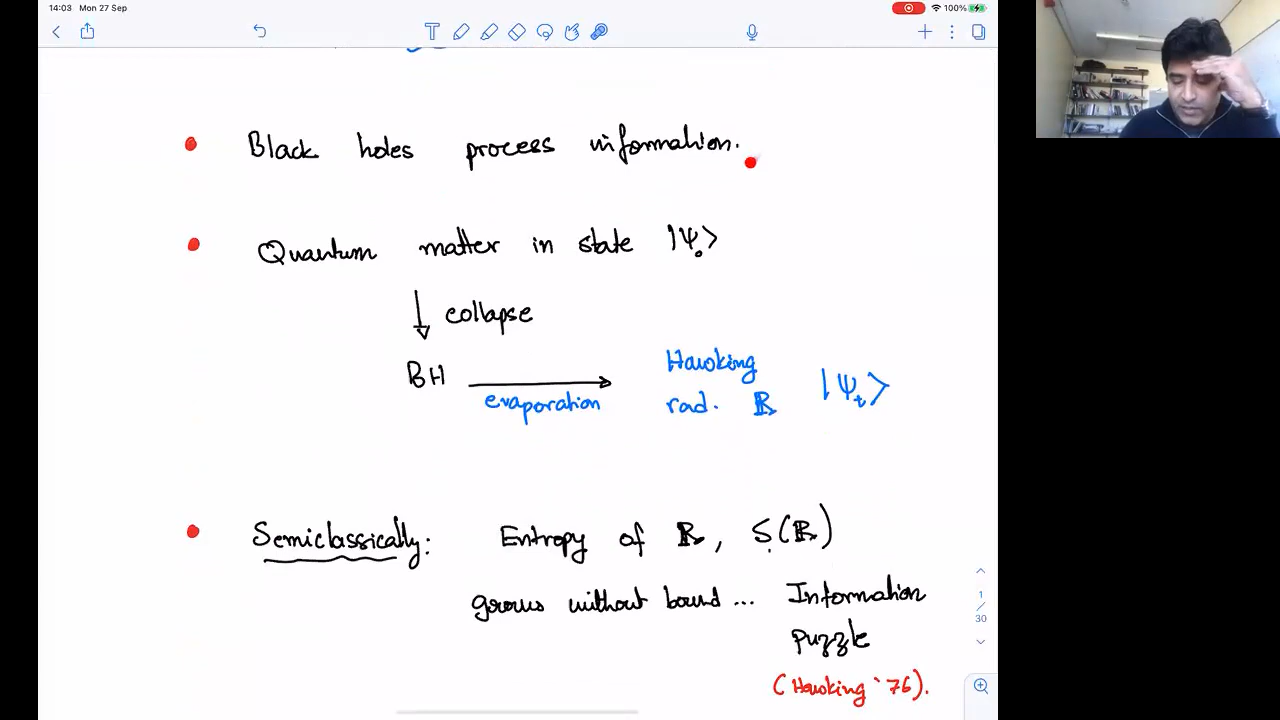 14:03 Mon 27 Sep
100%
Black holes process information.
Quantum matter in state |Ψ₀⟩
collapse
BH
evaporation
Hawking
rad. ℝ |Ψₜ⟩
Semiclassically: Entropy of ℝ, S(ℝ)
grows without bound... Information
puzzle
(Hawking '76).
1
/
30